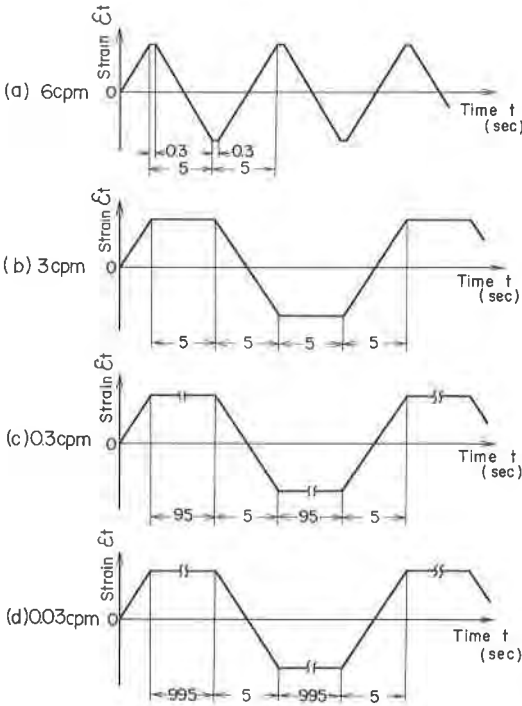 Strain εt
(a) 6cpm
0
Time t
(sec)
0.3 0.3
5 5
Strain εt
(b) 3cpm
0
Time t
(sec)
5 5 5 5
Strain εt
(c) 0.3cpm
0
Time t
(sec)
95 5 95 5
Strain εt
(d) 0.03cpm
0
Time t
(sec)
995 5 995 5